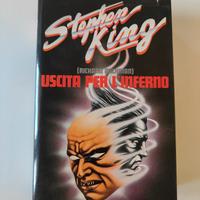 Stephen
King
(RICHARD BACHMAN)
USCITA PER L'INFERNO